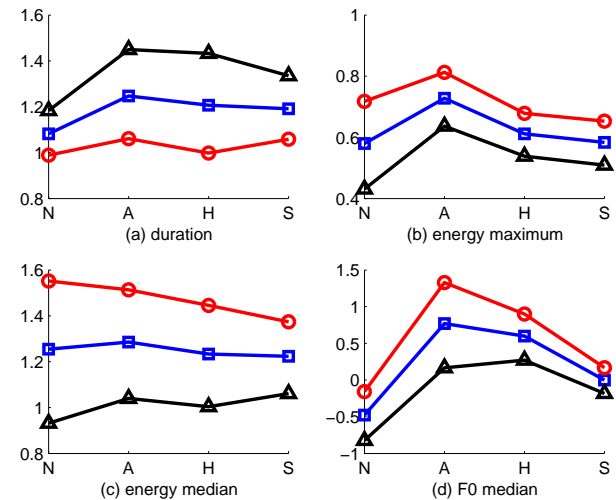 1.6
1.4
1.2
1
0.8
N A H S
(a) duration
1
0.8
0.6
0.4
N A H S
(b) energy maximum
1.6
1.4
1.2
1
0.8
N A H S
(c) energy median
1.5
1
0.5
0
−0.5
−1
N A H S
(d) F0 median